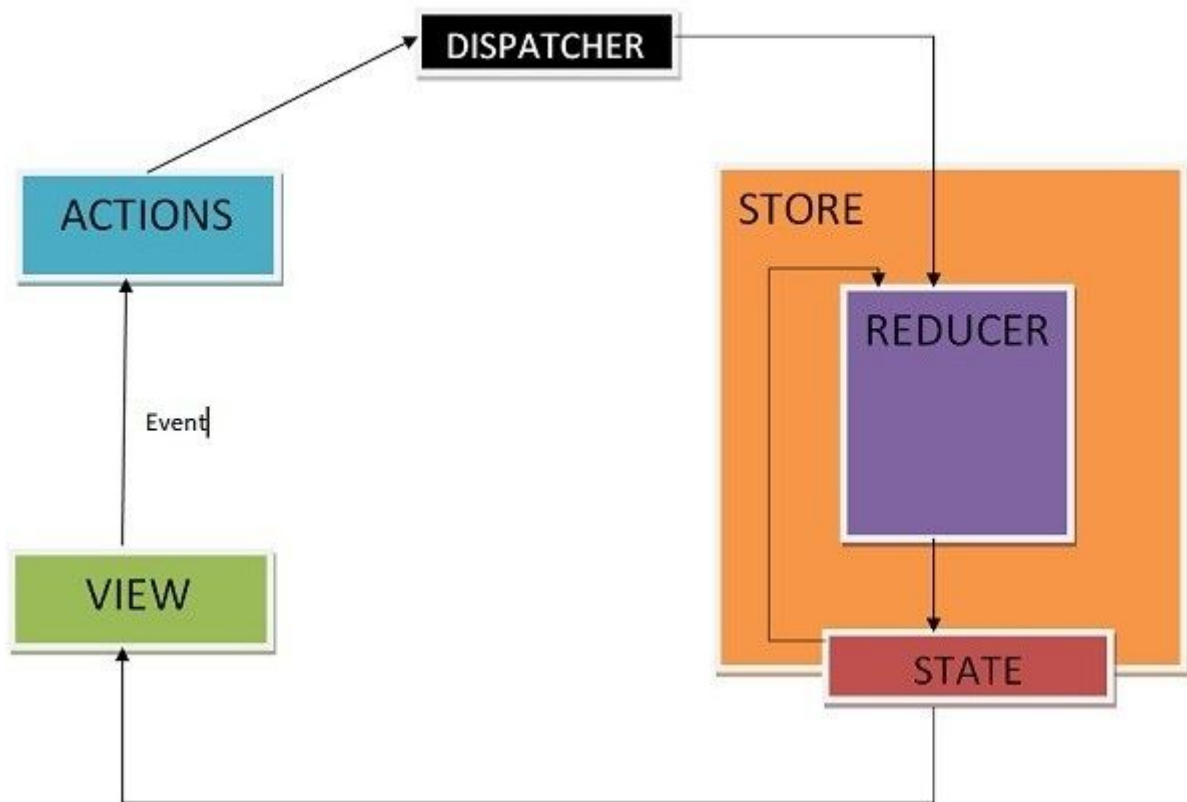 DISPATCHER
ACTIONS
STORE
REDUCER
Event
VIEW
STATE